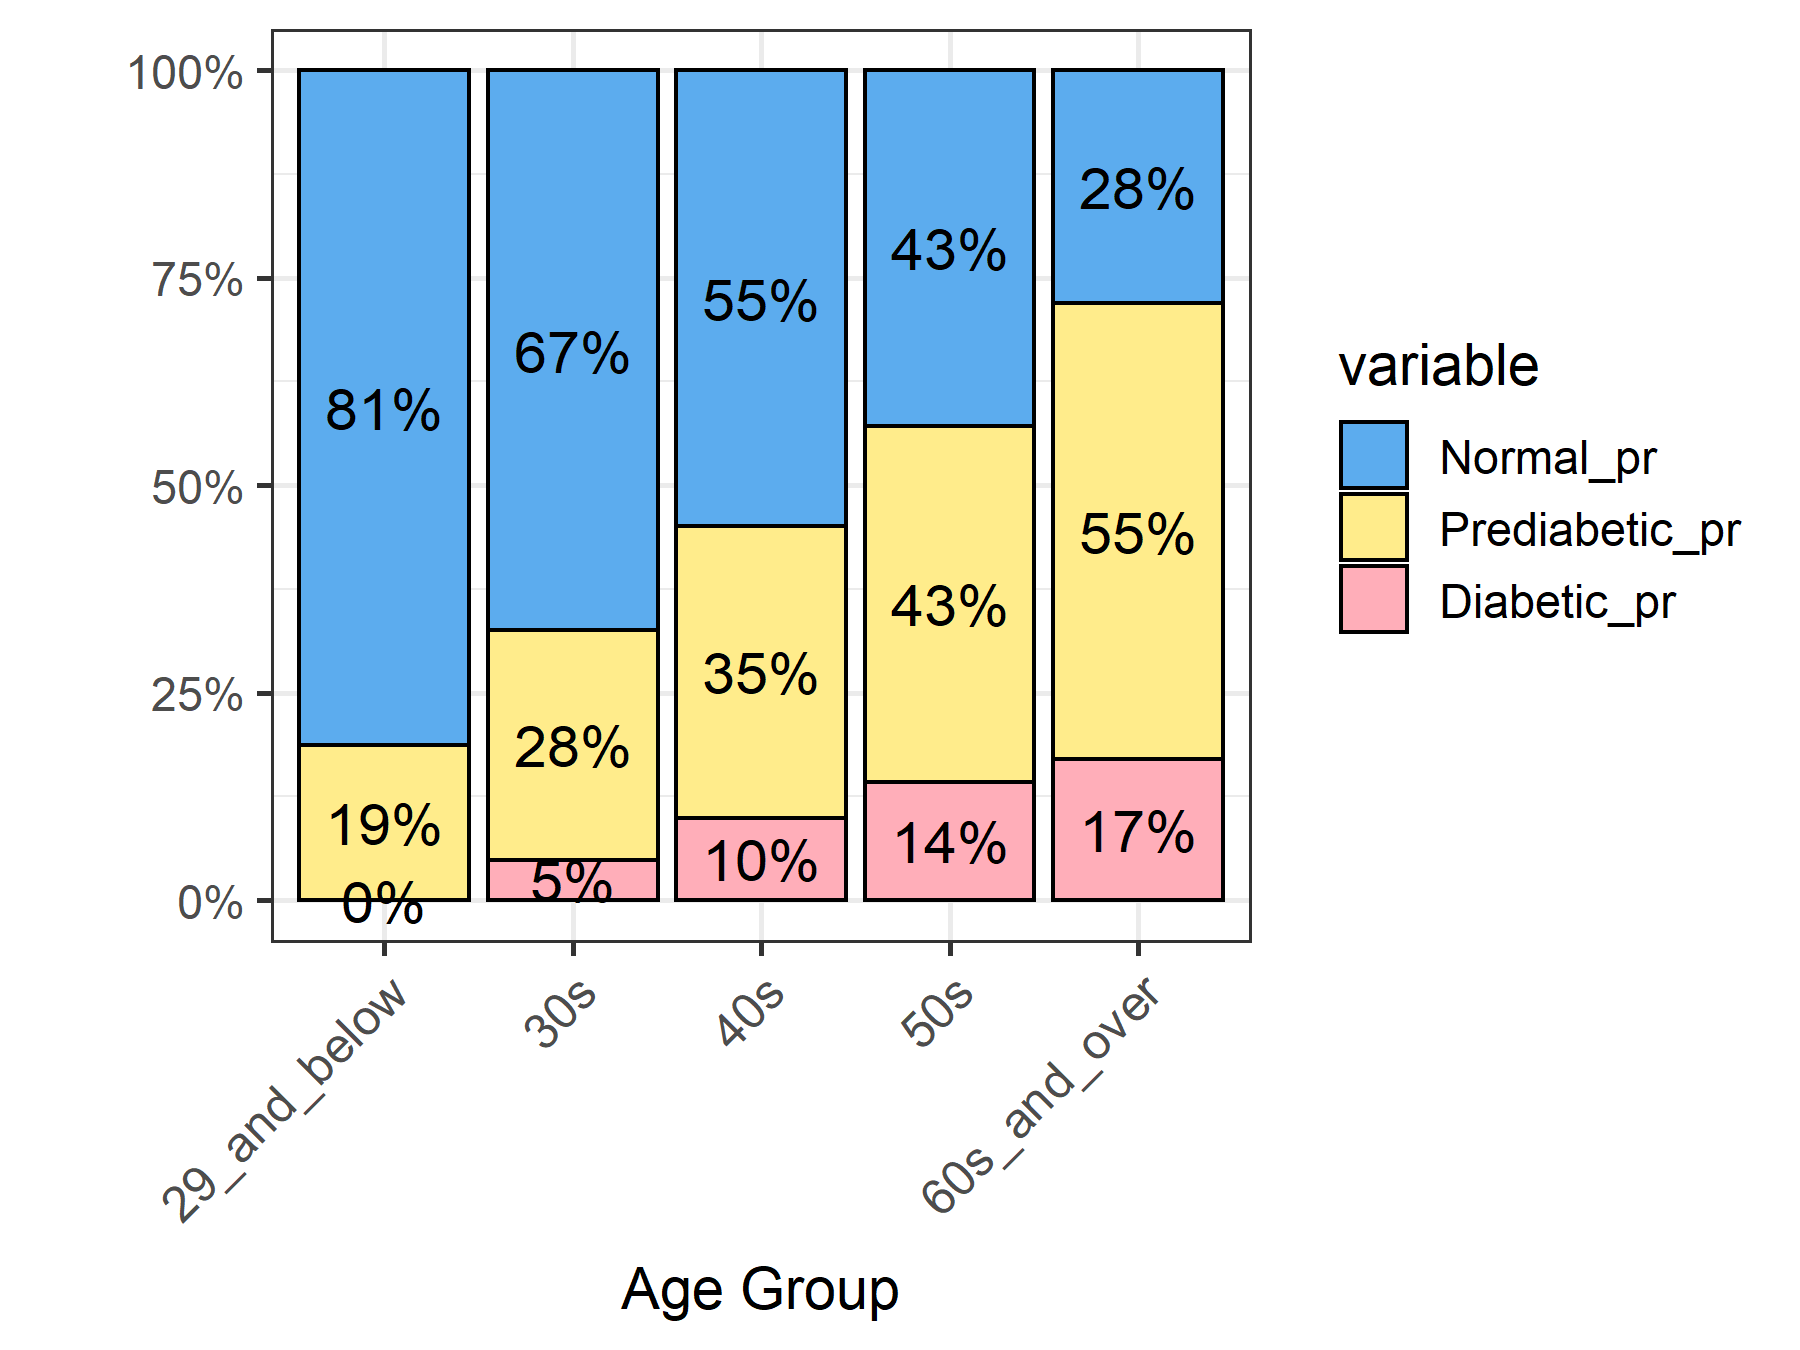 100%
75%
50%
25%
0%
81%
19%
0%
67%
28%
5%
55%
35%
10%
43%
43%
14%
28%
55%
17%
29_and_below
30s
40s
50s
60s_and_over
Age Group
variable
Normal_pr
Prediabetic_pr
Diabetic_pr